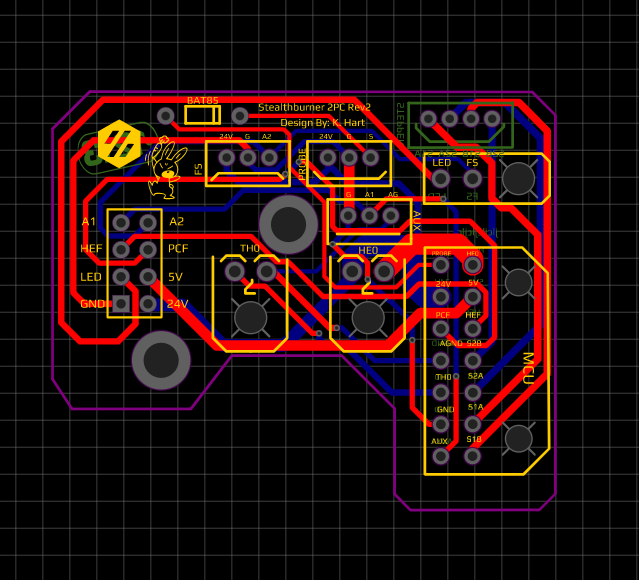 BAT85
Stealthburner 2PC Rev2
Design By: K. Hart
24V G A2
FS
24V G S
PROBE
LED FS
G A1 AG
AUX
A1 A2
HEF PCF
LED 5V
GND 24V
TH0
HE0
PROBE HE0
24V 5V
PCF HEF
AGND S2B
TH0 S2A
GND S1A
AUX S1B
MCU